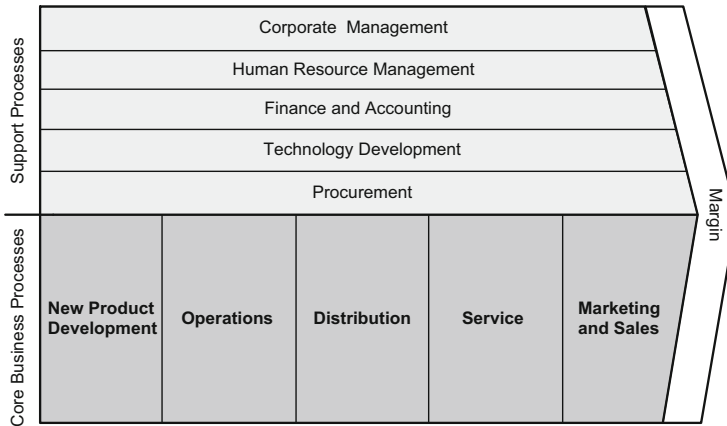 Support Processes
Corporate Management
Human Resource Management
Finance and Accounting
Technology Development
Procurement
Margin
Core Business Processes
New Product
Development
Operations
Distribution
Service
Marketing
and Sales